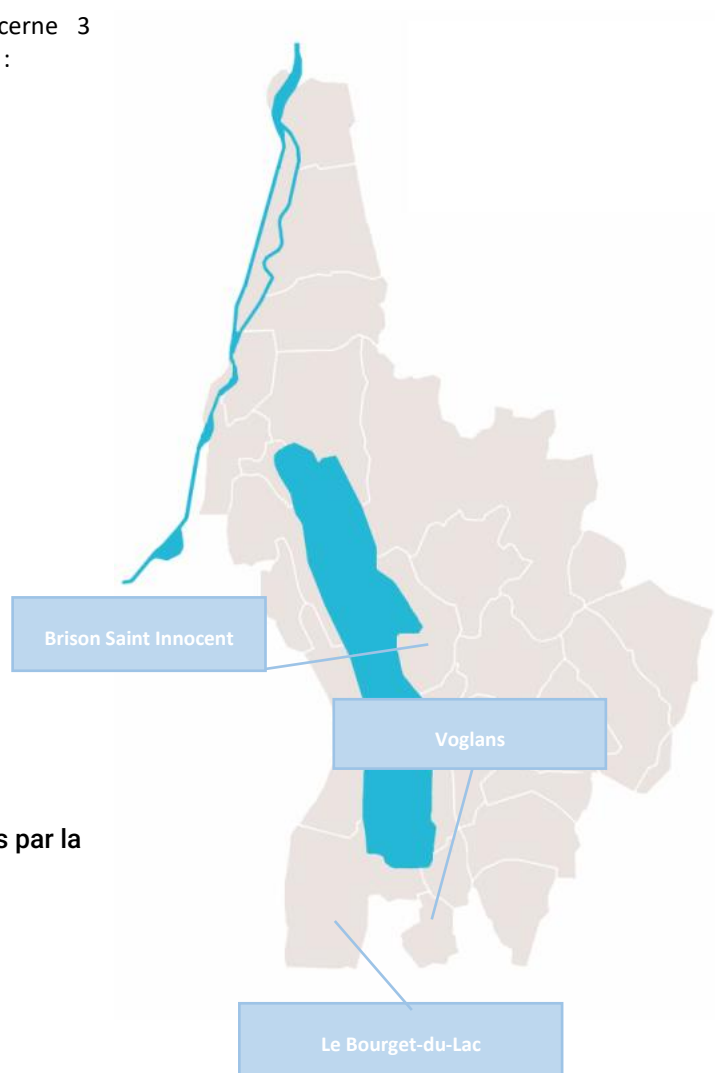 cerne 3
:
Brison Saint Innocent
Voglans
s par la
Le Bourget-du-Lac